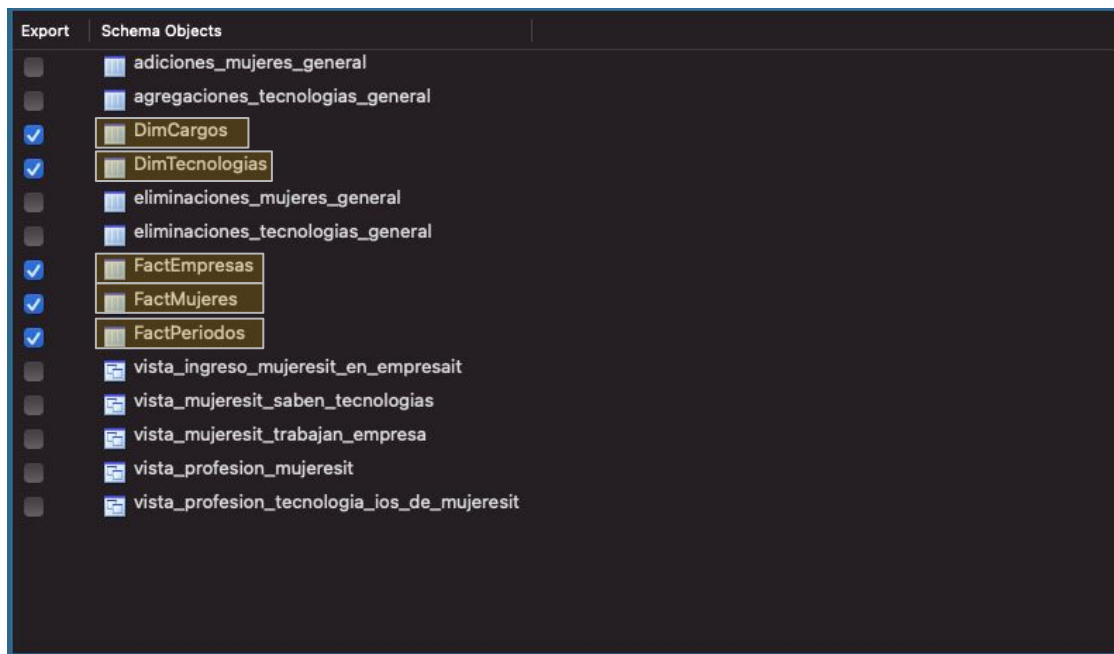 Export Schema Objects
adiciones_mujeres_general
agregaciones_tecnologias_general
DimCargos
DimTecnologias
eliminaciones_mujeres_general
eliminaciones_tecnologias_general
FactEmpresas
FactMujeres
FactPeriodos
vista_ingreso_mujeresit_en_empresait
vista_mujeresit_saben_tecnologias
vista_mujeresit_trabajan_empresa
vista_profesion_mujeresit
vista_profesion_tecnologia_ios_de_mujeresit